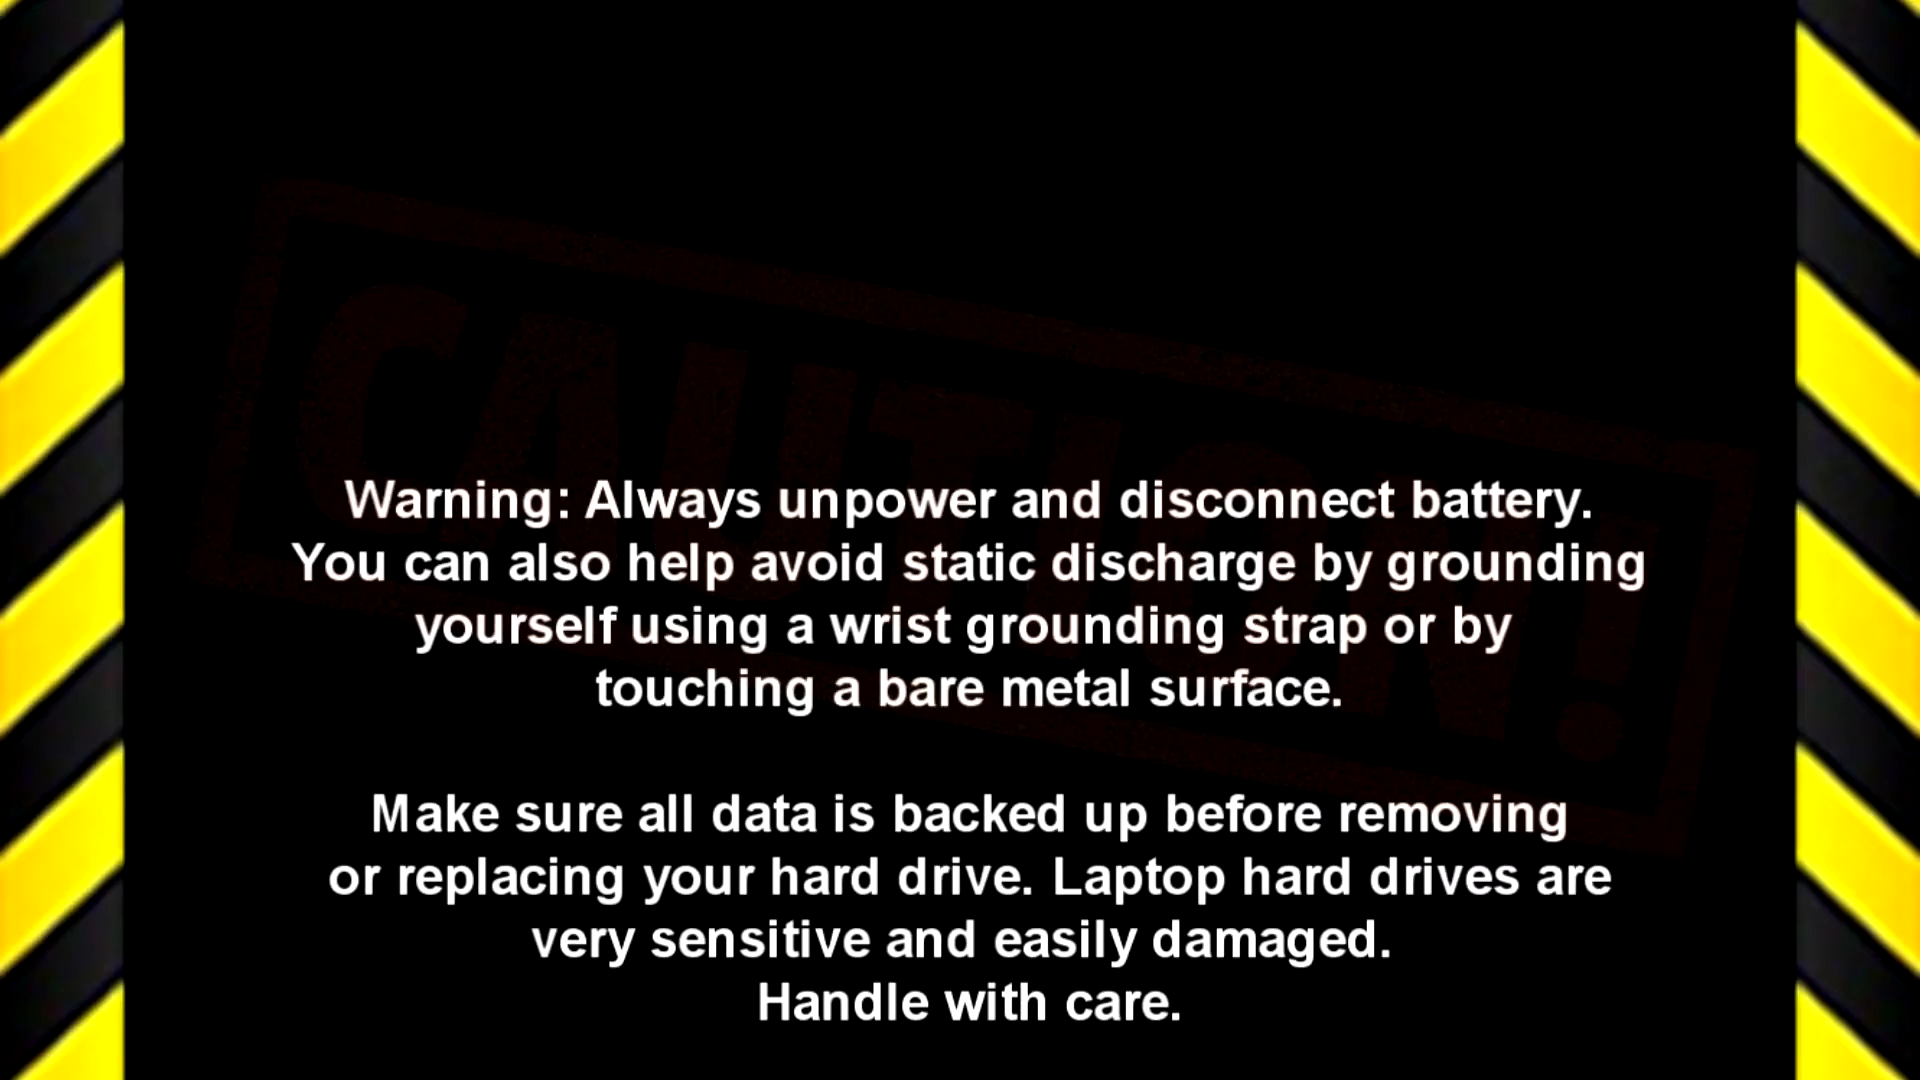 CAUTION!
Warning: Always unpower and disconnect battery.
You can also help avoid static discharge by grounding
yourself using a wrist grounding strap or by
touching a bare metal surface.
Make sure all data is backed up before removing
or replacing your hard drive. Laptop hard drives are
very sensitive and easily damaged.
Handle with care.